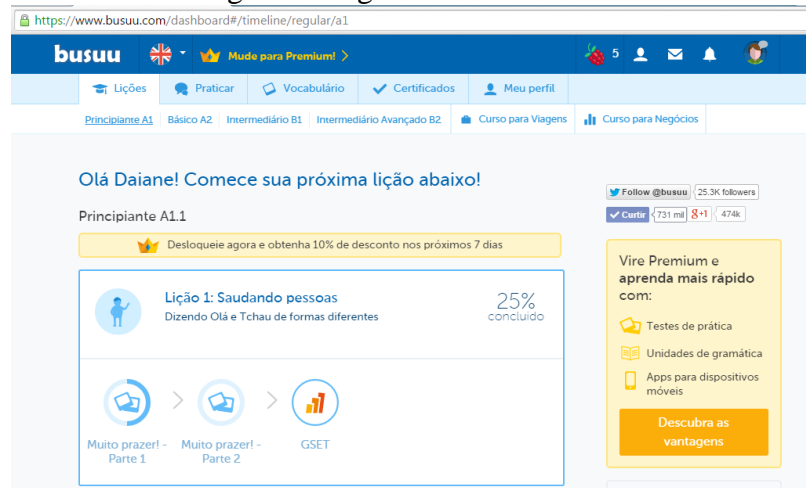 https://www.busuu.com/dashboard#/timeline/regular/a1
busuu Mude para Premium! > 5
Lições Praticar Vocabulário Certificados Meu perfil
Principiante A1 Básico A2 Intermediário B1 Intermediário Avançado B2 Curso para Viagens Curso para Negócios
Olá Daiane! Comece sua próxima lição abaixo!
Principiante A1.1
Desloqueie agora e obtenha 10% de desconto nos próximos 7 dias
Lição 1: Saudando pessoas
Dizendo Olá e Tchau de formas diferentes
25%
concluído
Muito prazer! -
Parte 1
Muito prazer! -
Parte 2
GSET
Follow @busuu 25.3K followers
Curtir 731 mil g+1 474k
Vire Premium e
aprenda mais rápido
com:
Testes de prática
Unidades de gramática
Apps para dispositivos
móveis
Descubra as
vantagens